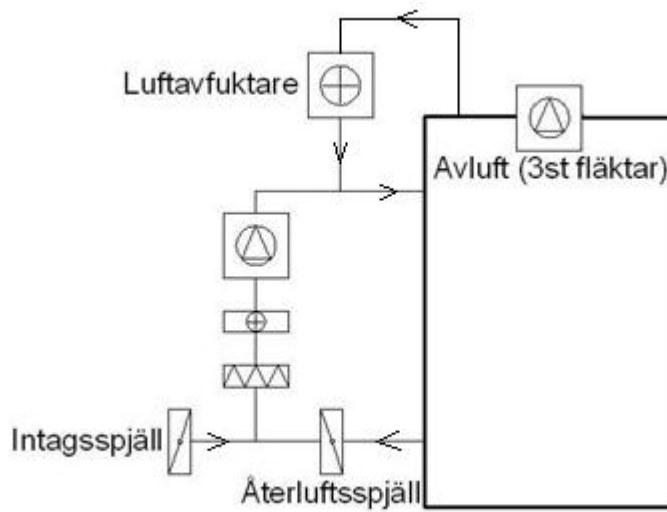 Luftavfuktare
Avluft (3st fläktar)
Intagsspjäll
Återluftsspjäll